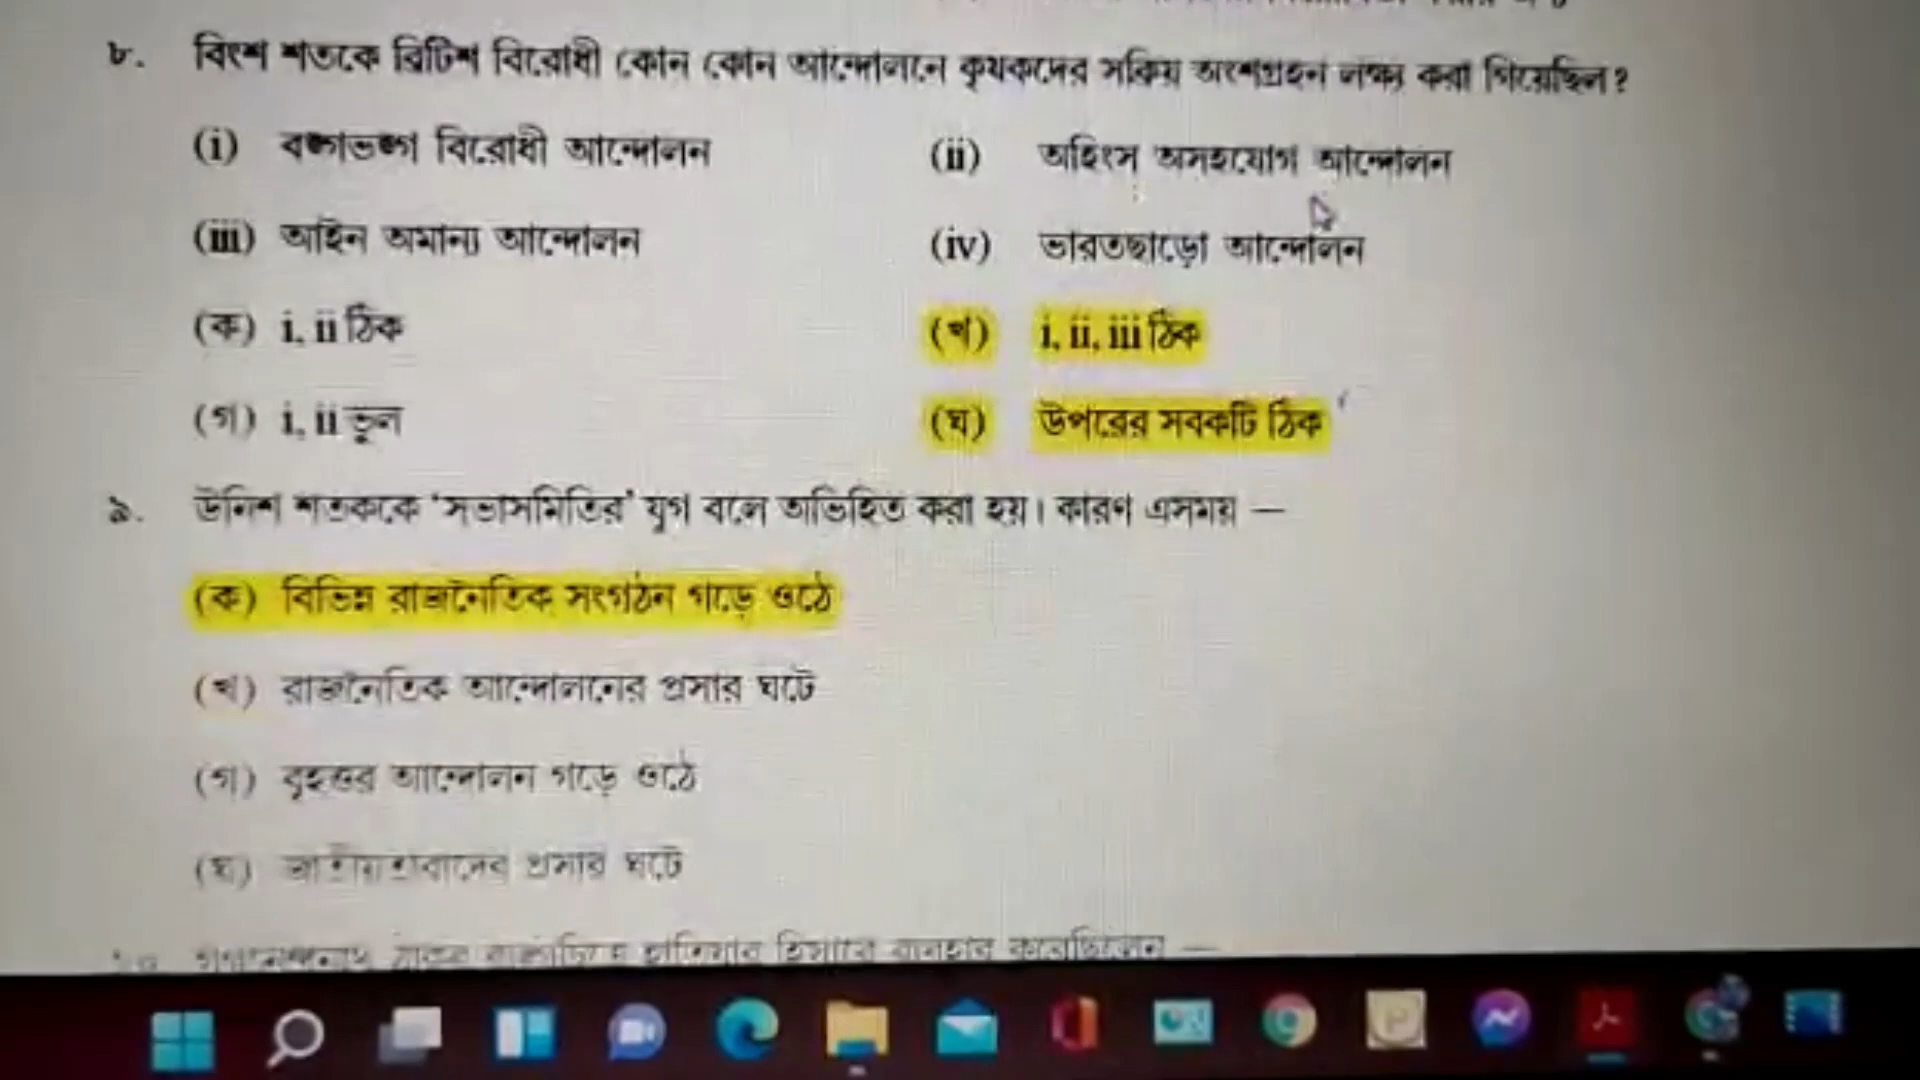 ৮. বিংশ শতকে ব্রিটিশ বিরোধী কোন কোন আন্দোলনে কৃষকদের সক্রিয় অংশগ্রহন লক্ষ্য করা গিয়েছিল?
(i) বঙ্গভঙ্গ বিরোধী আন্দোলন (ii) অহিংস অসহযোগ আন্দোলন
(iii) আইন অমান্য আন্দোলন (iv) ভারতছাড়ো আন্দোলন
(ক) i, ii ঠিক (খ) i, ii, iii ঠিক
(গ) i, ii ভুল (ঘ) উপরের সবকটি ঠিক
৯. উনিশ শতককে 'সভাসমিতির' যুগ বলে অভিহিত করা হয়। কারণ এসময় —
(ক) বিভিন্ন রাজনৈতিক সংগঠন গড়ে ওঠে
(খ) রাজনৈতিক আন্দোলনের প্রসার ঘটে
(গ) বৃহত্তর আন্দোলন গড়ে ওঠে
(ঘ) জাতীয়তাবাদের প্রসার ঘটে